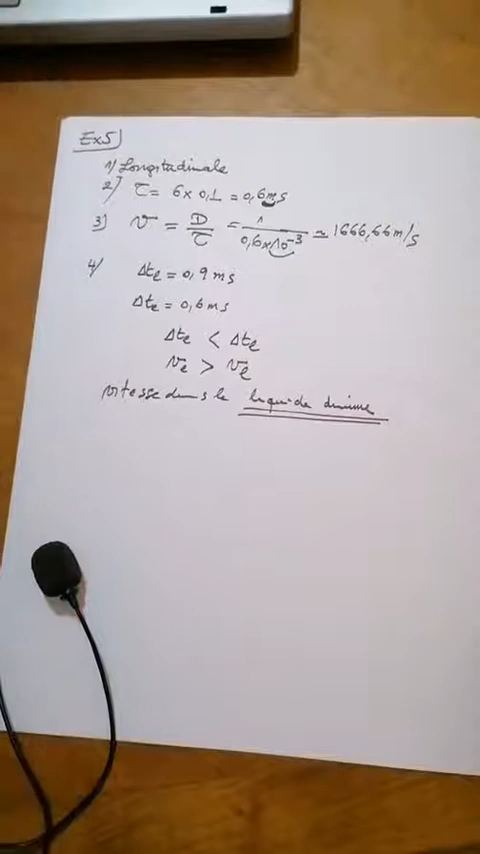 Ex5
1) Longitudinale
2) τ = 6 x 0,1 = 0,6ms
3) v = D/τ = 1/0,6x10⁻³ ≃ 1666,66m/s
4) Δtℓ = 0,9 ms
Δte = 0,6 ms
Δte < Δtℓ
ve > vℓ
vitesse dans le liquide diminue